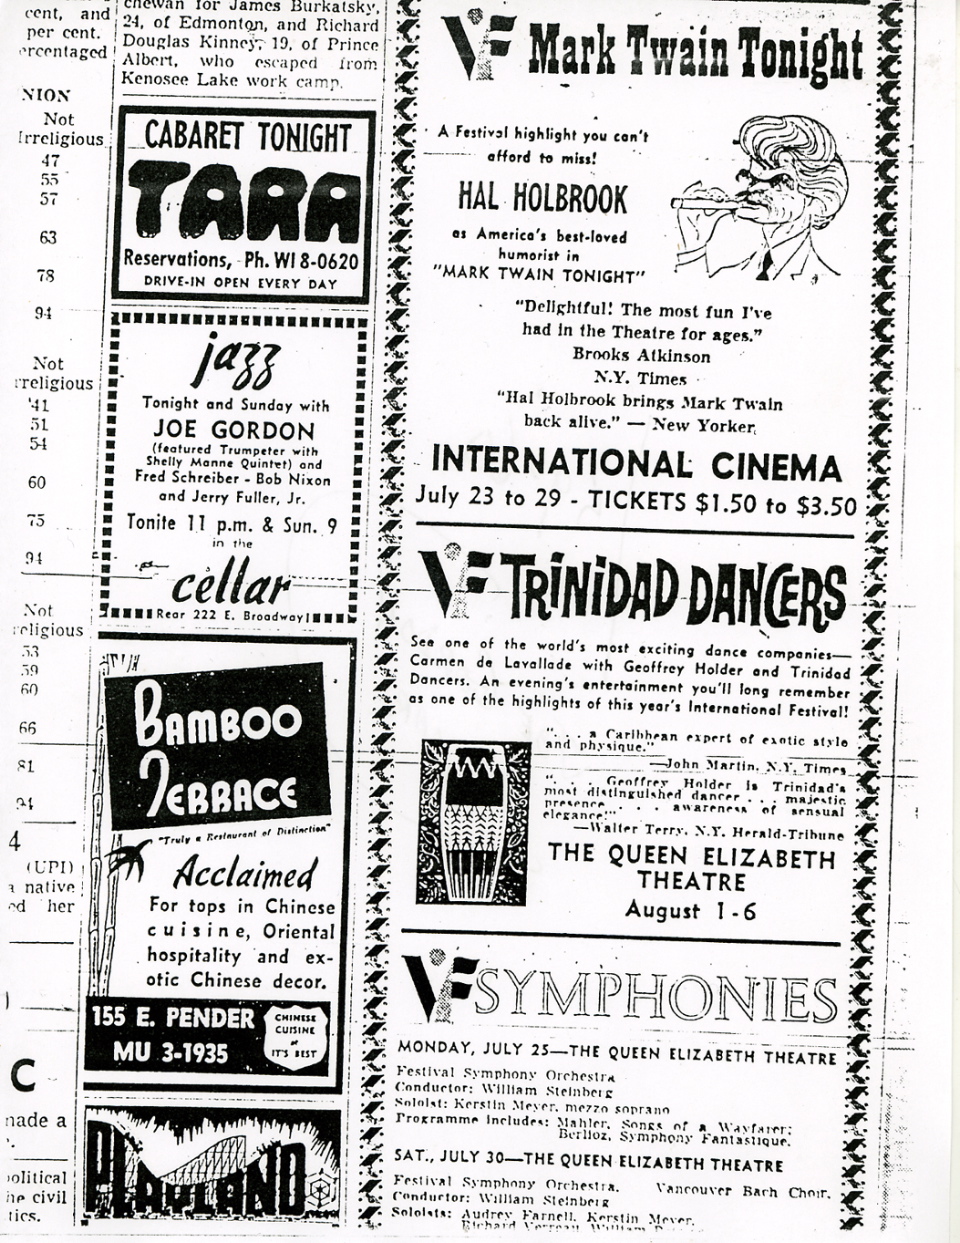 cent, and
per cent.
ercentaged
NION
Not
Irreligious
47
55
57
63
78
94
Not
rreligious
41
51
54
60
75
94
Not
religious
53
59
60
66
81
94
4
(UPI)
a native
ed her
C
made a
political
he civil
tics.
chewan for James Burkatsky,
24, of Edmonton, and Richard
Douglas Kinney, 19, of Prince
Albert, who escaped from
Kenosee Lake work camp.
CABARET TONIGHT
TARA
Reservations, Ph. WI 8-0620
DRIVE-IN OPEN EVERY DAY
jazz
Tonight and Sunday with
JOE GORDON
(featured Trumpeter with
Shelly Manne Quintet) and
Fred Schreiber - Bob Nixon
and Jerry Fuller, Jr.
Tonite 11 p.m. & Sun. 9
in the
cellar
Rear 222 E. Broadway
BAMBOO
TERRACE
"Truly a Restaurant of Distinction"
Acclaimed
For tops in Chinese
cuisine, Oriental
hospitality and ex-
otic Chinese decor.
155 E. PENDER
MU 3-1935
CHINESE
CUISINE
at
IT'S BEST
PLAYLAND
VF Mark Twain Tonight
A Festival highlight you can't
afford to miss!
HAL HOLBROOK
as America's best-loved
humorist in
"MARK TWAIN TONIGHT"
"Delightful! The most fun I've
had in the Theatre for ages."
Brooks Atkinson
N.Y. Times
"Hal Holbrook brings Mark Twain
back alive." — New Yorker
INTERNATIONAL CINEMA
July 23 to 29 - TICKETS $1.50 to $3.50
VF TRINIDAD DANCERS
See one of the world's most exciting dance companies—
Carmen de Lavallade with Geoffrey Holder and Trinidad
Dancers. An evening's entertainment you'll long remember
as one of the highlights of this year's International Festival!
". . . a Caribbean expert of exotic style
and physique."
—John Martin, N.Y. Times
". . . Geoffrey Holder is Trinidad's
most distinguished dancer . . . majestic
presence . . . awareness of sensual
elegance"
—Walter Terry, N.Y. Herald-Tribune
THE QUEEN ELIZABETH
THEATRE
August 1-6
VF SYMPHONIES
MONDAY, JULY 25—THE QUEEN ELIZABETH THEATRE
Festival Symphony Orchestra
Conductor: William Steinberg
Soloist: Kerstin Meyer, mezzo soprano
Programme includes: Mahler, Songs of a Wayfarer;
Berlioz, Symphony Fantastique.
SAT., JULY 30—THE QUEEN ELIZABETH THEATRE
Festival Symphony Orchestra. Vancouver Bach Choir.
Conductor: William Steinberg
Soloists: Audrey Farnell, Kerstin Meyer,
Richard Verreau, William